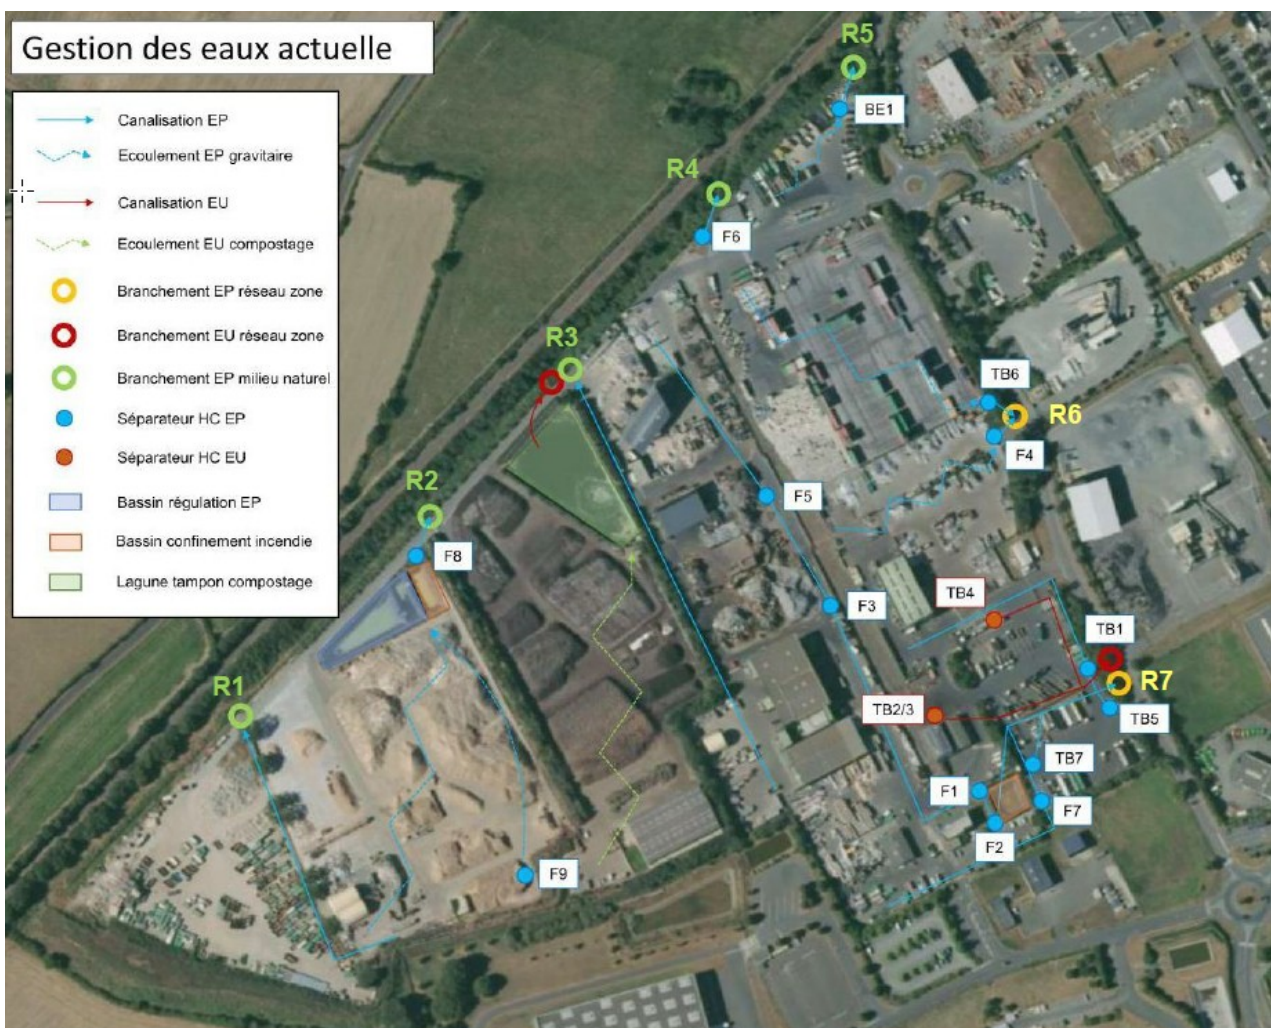 Gestion des eaux actuelle
Canalisation EP
Ecoulement EP gravitaire
Canalisation EU
Ecoulement EU compostage
Branchement EP réseau zone
Branchement EU réseau zone
Branchement EP milieu naturel
Séparateur HC EP
Séparateur HC EU
Bassin régulation EP
Bassin confinement incendie
Lagune tampon compostage
R5
BE1
R4
F6
R3
TB6
R6
F4
R2
F5
F8
TB4
F3
TB1
R7
R1
TB2/3
TB5
TB7
F1
F7
F2
F9